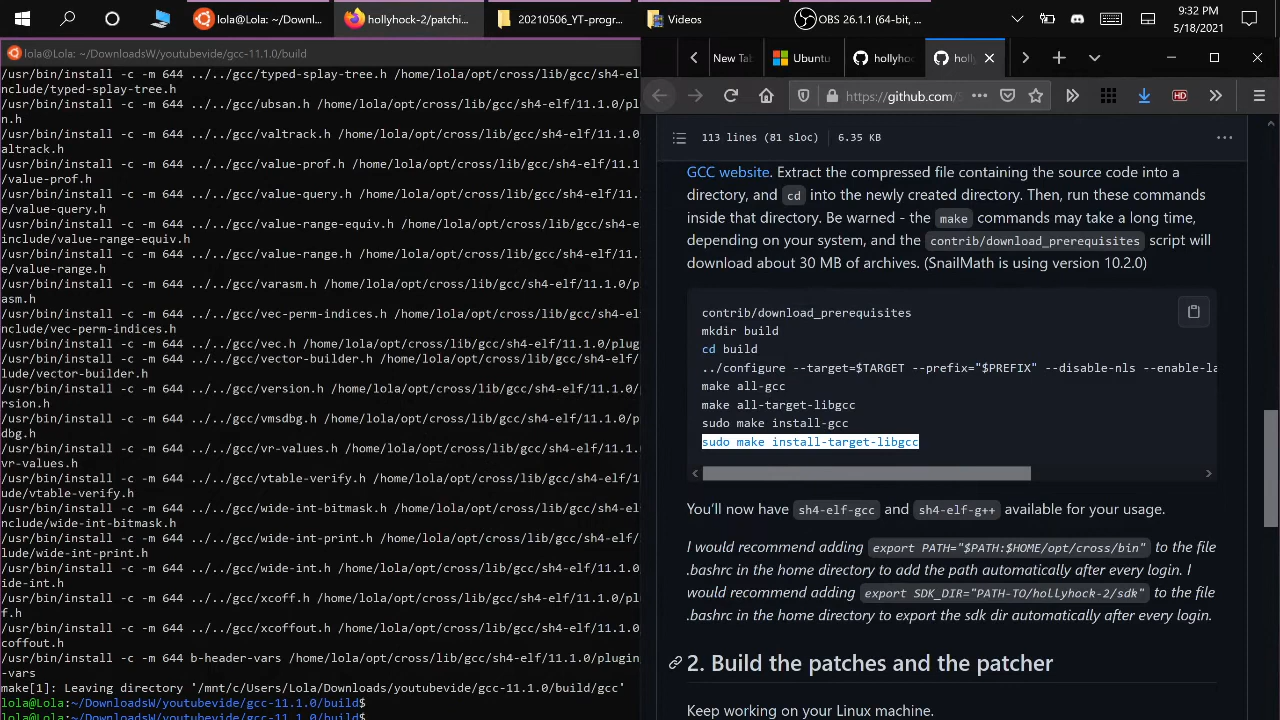 lola@Lola: ~/Downl...
hollyhock-2/patchi...
20210506_YT-progr...
Videos
OBS 26.1.1 (64-bit, ...
9:32 PM
5/18/2021
lola@Lola: ~/DownloadsW/youtubevide/gcc-11.1.0/build
/usr/bin/install -c -m 644 ../../gcc/typed-splay-tree.h /home/lola/opt/cross/lib/gcc/sh4-el
nclude/typed-splay-tree.h
/usr/bin/install -c -m 644 ../../gcc/ubsan.h /home/lola/opt/cross/lib/gcc/sh4-elf/11.1.0/pl
n.h
/usr/bin/install -c -m 644 ../../gcc/valtrack.h /home/lola/opt/cross/lib/gcc/sh4-elf/11.1.0
altrack.h
/usr/bin/install -c -m 644 ../../gcc/value-prof.h /home/lola/opt/cross/lib/gcc/sh4-elf/11.1
/value-prof.h
/usr/bin/install -c -m 644 ../../gcc/value-query.h /home/lola/opt/cross/lib/gcc/sh4-elf/11.
e/value-query.h
/usr/bin/install -c -m 644 ../../gcc/value-range-equiv.h /home/lola/opt/cross/lib/gcc/sh4-e
include/value-range-equiv.h
/usr/bin/install -c -m 644 ../../gcc/value-range.h /home/lola/opt/cross/lib/gcc/sh4-elf/11.
e/value-range.h
/usr/bin/install -c -m 644 ../../gcc/varasm.h /home/lola/opt/cross/lib/gcc/sh4-elf/11.1.0/p
asm.h
/usr/bin/install -c -m 644 ../../gcc/vec-perm-indices.h /home/lola/opt/cross/lib/gcc/sh4-el
nclude/vec-perm-indices.h
/usr/bin/install -c -m 644 ../../gcc/vec.h /home/lola/opt/cross/lib/gcc/sh4-elf/11.1.0/plug
/usr/bin/install -c -m 644 ../../gcc/vector-builder.h /home/lola/opt/cross/lib/gcc/sh4-elf/
lude/vector-builder.h
/usr/bin/install -c -m 644 ../../gcc/version.h /home/lola/opt/cross/lib/gcc/sh4-elf/11.1.0/
rsion.h
/usr/bin/install -c -m 644 ../../gcc/vmsdbg.h /home/lola/opt/cross/lib/gcc/sh4-elf/11.1.0/p
dbg.h
/usr/bin/install -c -m 644 ../../gcc/vr-values.h /home/lola/opt/cross/lib/gcc/sh4-elf/11.1.
vr-values.h
/usr/bin/install -c -m 644 ../../gcc/vtable-verify.h /home/lola/opt/cross/lib/gcc/sh4-elf/1
ude/vtable-verify.h
/usr/bin/install -c -m 644 ../../gcc/wide-int-bitmask.h /home/lola/opt/cross/lib/gcc/sh4-el
nclude/wide-int-bitmask.h
/usr/bin/install -c -m 644 ../../gcc/wide-int-print.h /home/lola/opt/cross/lib/gcc/sh4-elf/
lude/wide-int-print.h
/usr/bin/install -c -m 644 ../../gcc/wide-int.h /home/lola/opt/cross/lib/gcc/sh4-elf/11.1.0
ide-int.h
/usr/bin/install -c -m 644 ../../gcc/xcoff.h /home/lola/opt/cross/lib/gcc/sh4-elf/11.1.0/pl
f.h
/usr/bin/install -c -m 644 ../../gcc/xcoffout.h /home/lola/opt/cross/lib/gcc/sh4-elf/11.1.0
coffout.h
/usr/bin/install -c -m 644 b-header-vars /home/lola/opt/cross/lib/gcc/sh4-elf/11.1.0/plugin
-vars
make[1]: Leaving directory '/mnt/c/Users/Lola/Downloads/youtubevide/gcc-11.1.0/build/gcc'
lola@Lola:~/DownloadsW/youtubevide/gcc-11.1.0/build$
lola@Lola:~/DownloadsW/youtubevide/gcc-11.1.0/build$
New Tab
Ubuntu
hollyho
holly
https://github.com/
HD
113 lines (81 sloc) 6.35 KB
GCC website. Extract the compressed file containing the source code into a
directory, and cd into the newly created directory. Then, run these commands
inside that directory. Be warned - the make commands may take a long time,
depending on your system, and the contrib/download_prerequisites script will
download about 30 MB of archives. (SnailMath is using version 10.2.0)
contrib/download_prerequisites
mkdir build
cd build
../configure --target=$TARGET --prefix="$PREFIX" --disable-nls --enable-la
make all-gcc
make all-target-libgcc
sudo make install-gcc
sudo make install-target-libgcc
You'll now have sh4-elf-gcc and sh4-elf-g++ available for your usage.
I would recommend adding export PATH="$PATH:$HOME/opt/cross/bin" to the file
.bashrc in the home directory to add the path automatically after every login. I
would recommend adding export SDK_DIR="PATH-TO/hollyhock-2/sdk" to the file
.bashrc in the home directory to export the sdk dir automatically after every login.
2. Build the patches and the patcher
Keep working on your Linux machine.